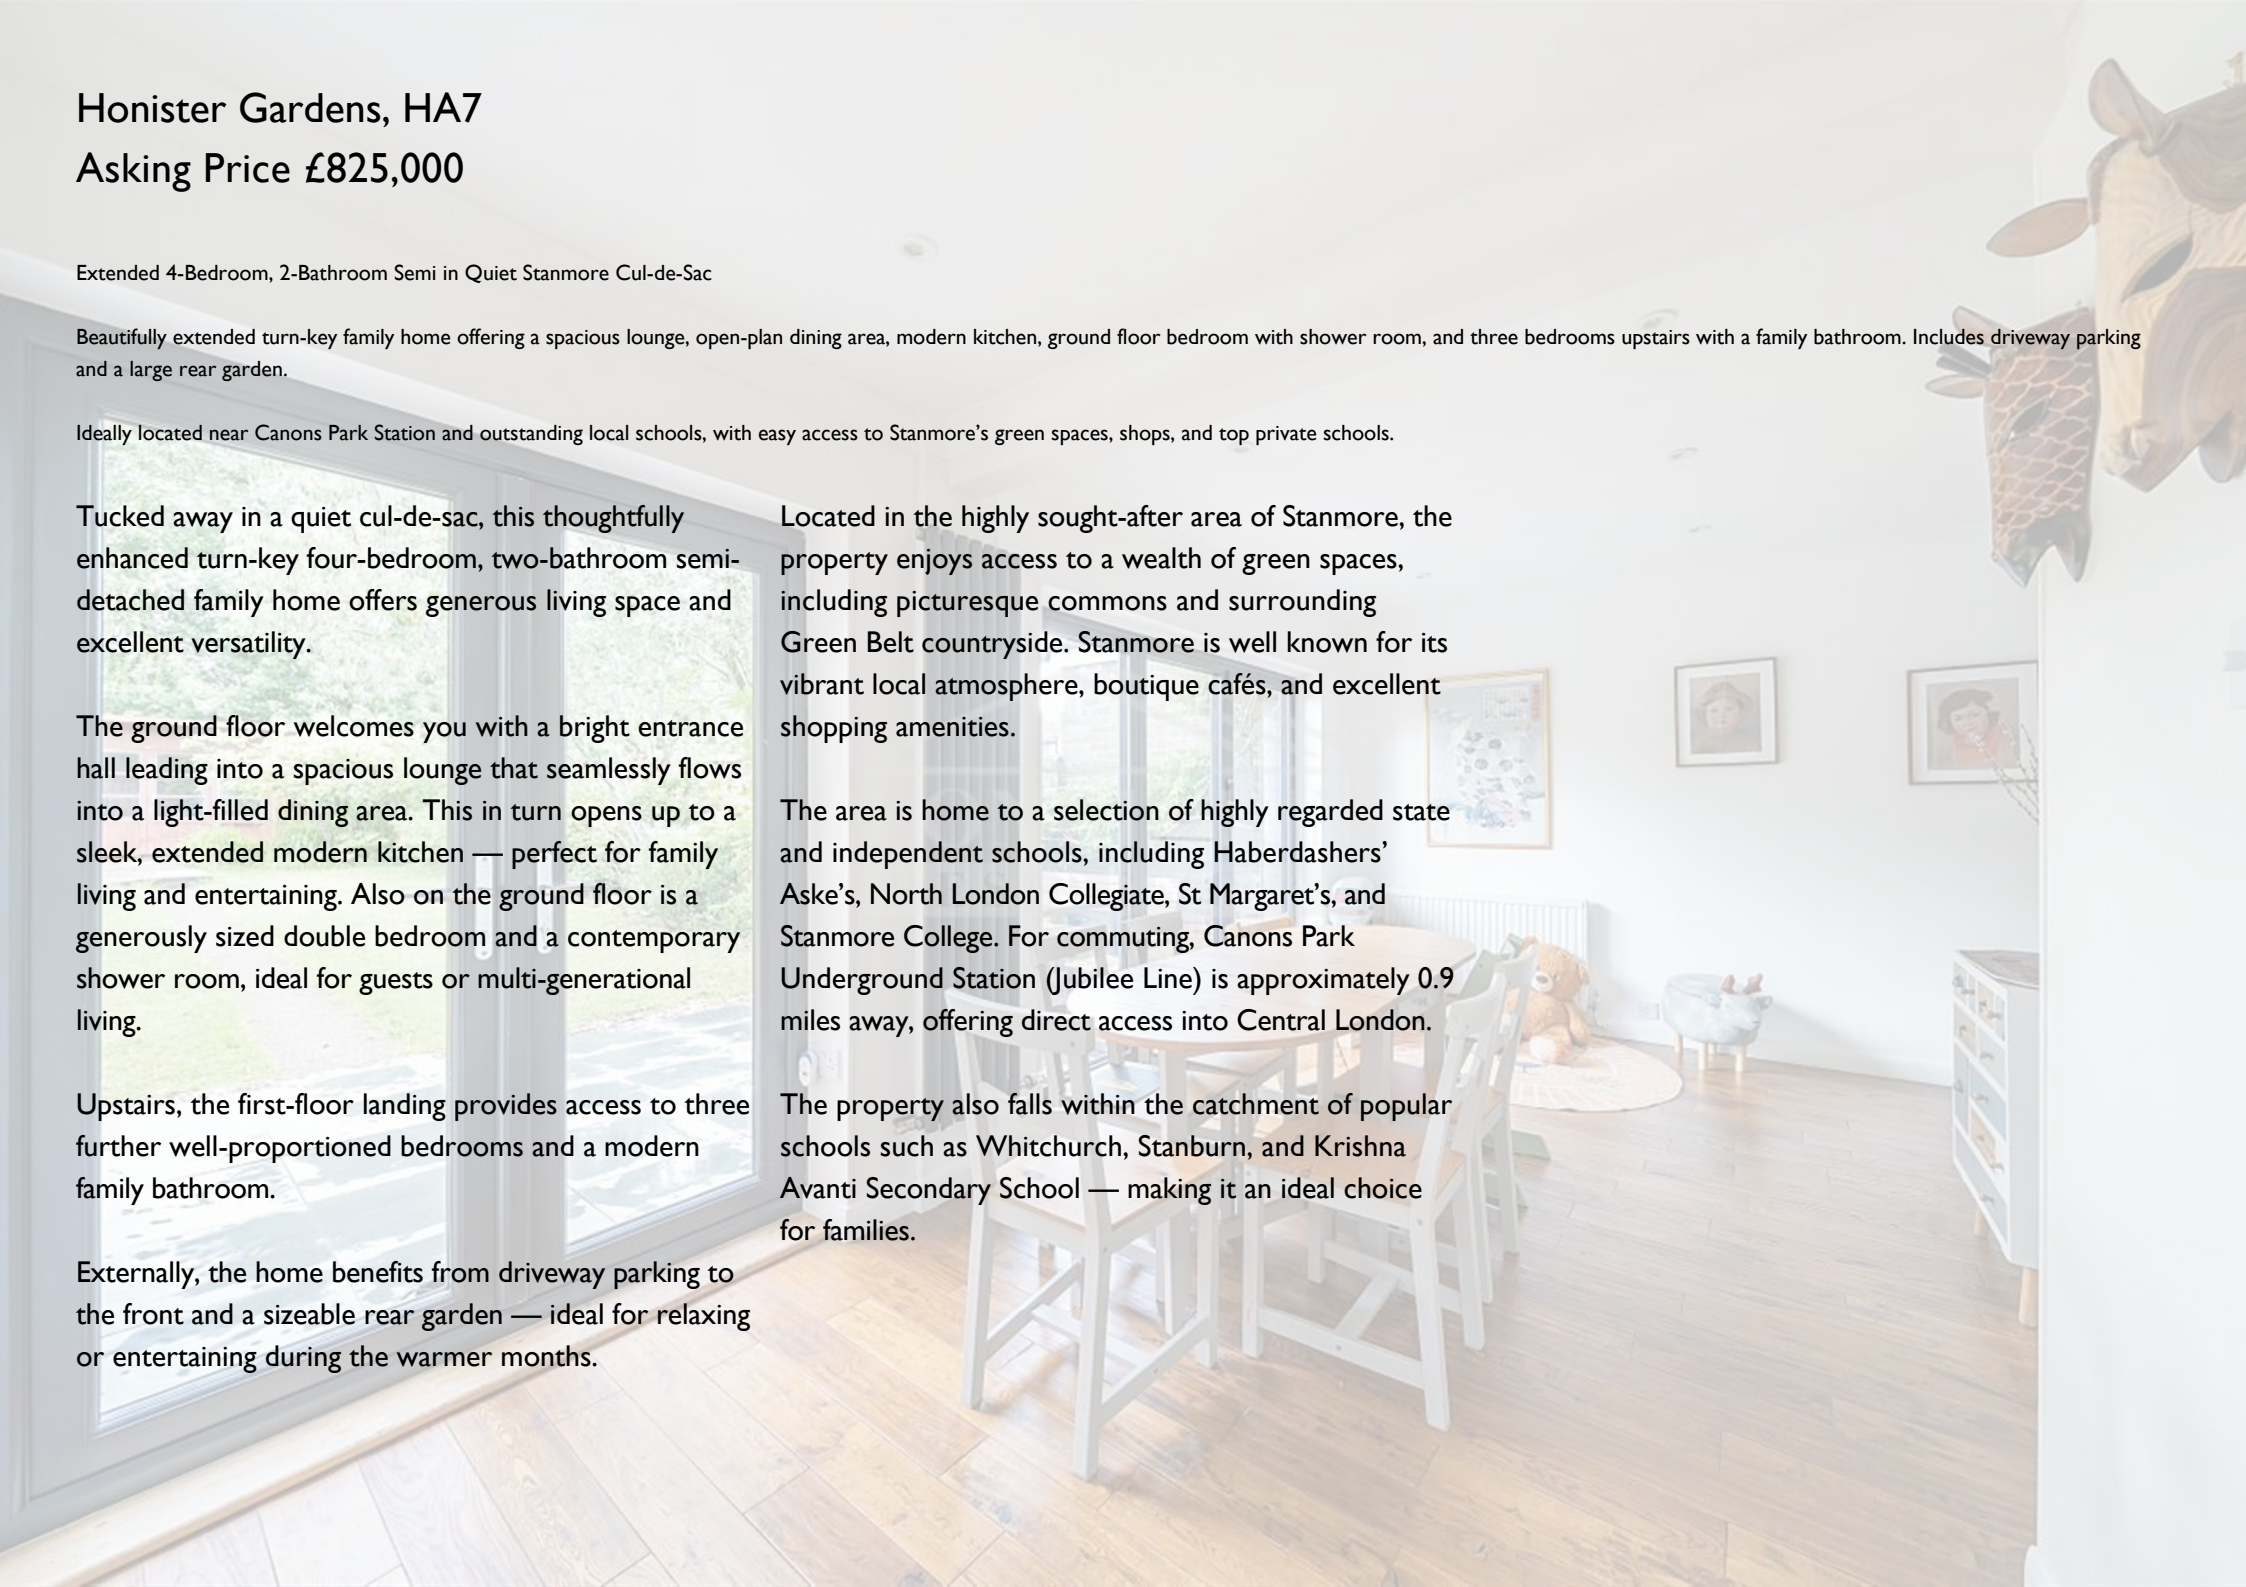 Honister Gardens, HA7
Asking Price £825,000
Extended 4-Bedroom, 2-Bathroom Semi in Quiet Stanmore Cul-de-Sac
Beautifully extended turn-key family home offering a spacious lounge, open-plan dining area, modern kitchen, ground floor bedroom with shower room, and three bedrooms upstairs with a family bathroom. Includes driveway parking
and a large rear garden.
Ideally located near Canons Park Station and outstanding local schools, with easy access to Stanmore’s green spaces, shops, and top private schools.
Tucked away in a quiet cul-de-sac, this thoughtfully
enhanced turn-key four-bedroom, two-bathroom semi-
detached family home offers generous living space and
excellent versatility.
The ground floor welcomes you with a bright entrance
hall leading into a spacious lounge that seamlessly flows
into a light-filled dining area. This in turn opens up to a
sleek, extended modern kitchen — perfect for family
living and entertaining. Also on the ground floor is a
generously sized double bedroom and a contemporary
shower room, ideal for guests or multi-generational
living.
Upstairs, the first-floor landing provides access to three
further well-proportioned bedrooms and a modern
family bathroom.
Externally, the home benefits from driveway parking to
the front and a sizeable rear garden — ideal for relaxing
or entertaining during the warmer months.
Located in the highly sought-after area of Stanmore, the
property enjoys access to a wealth of green spaces,
including picturesque commons and surrounding
Green Belt countryside. Stanmore is well known for its
vibrant local atmosphere, boutique cafés, and excellent
shopping amenities.
The area is home to a selection of highly regarded state
and independent schools, including Haberdashers’
Aske’s, North London Collegiate, St Margaret’s, and
Stanmore College. For commuting, Canons Park
Underground Station (Jubilee Line) is approximately 0.9
miles away, offering direct access into Central London.
The property also falls within the catchment of popular
schools such as Whitchurch, Stanburn, and Krishna
Avanti Secondary School — making it an ideal choice
for families.